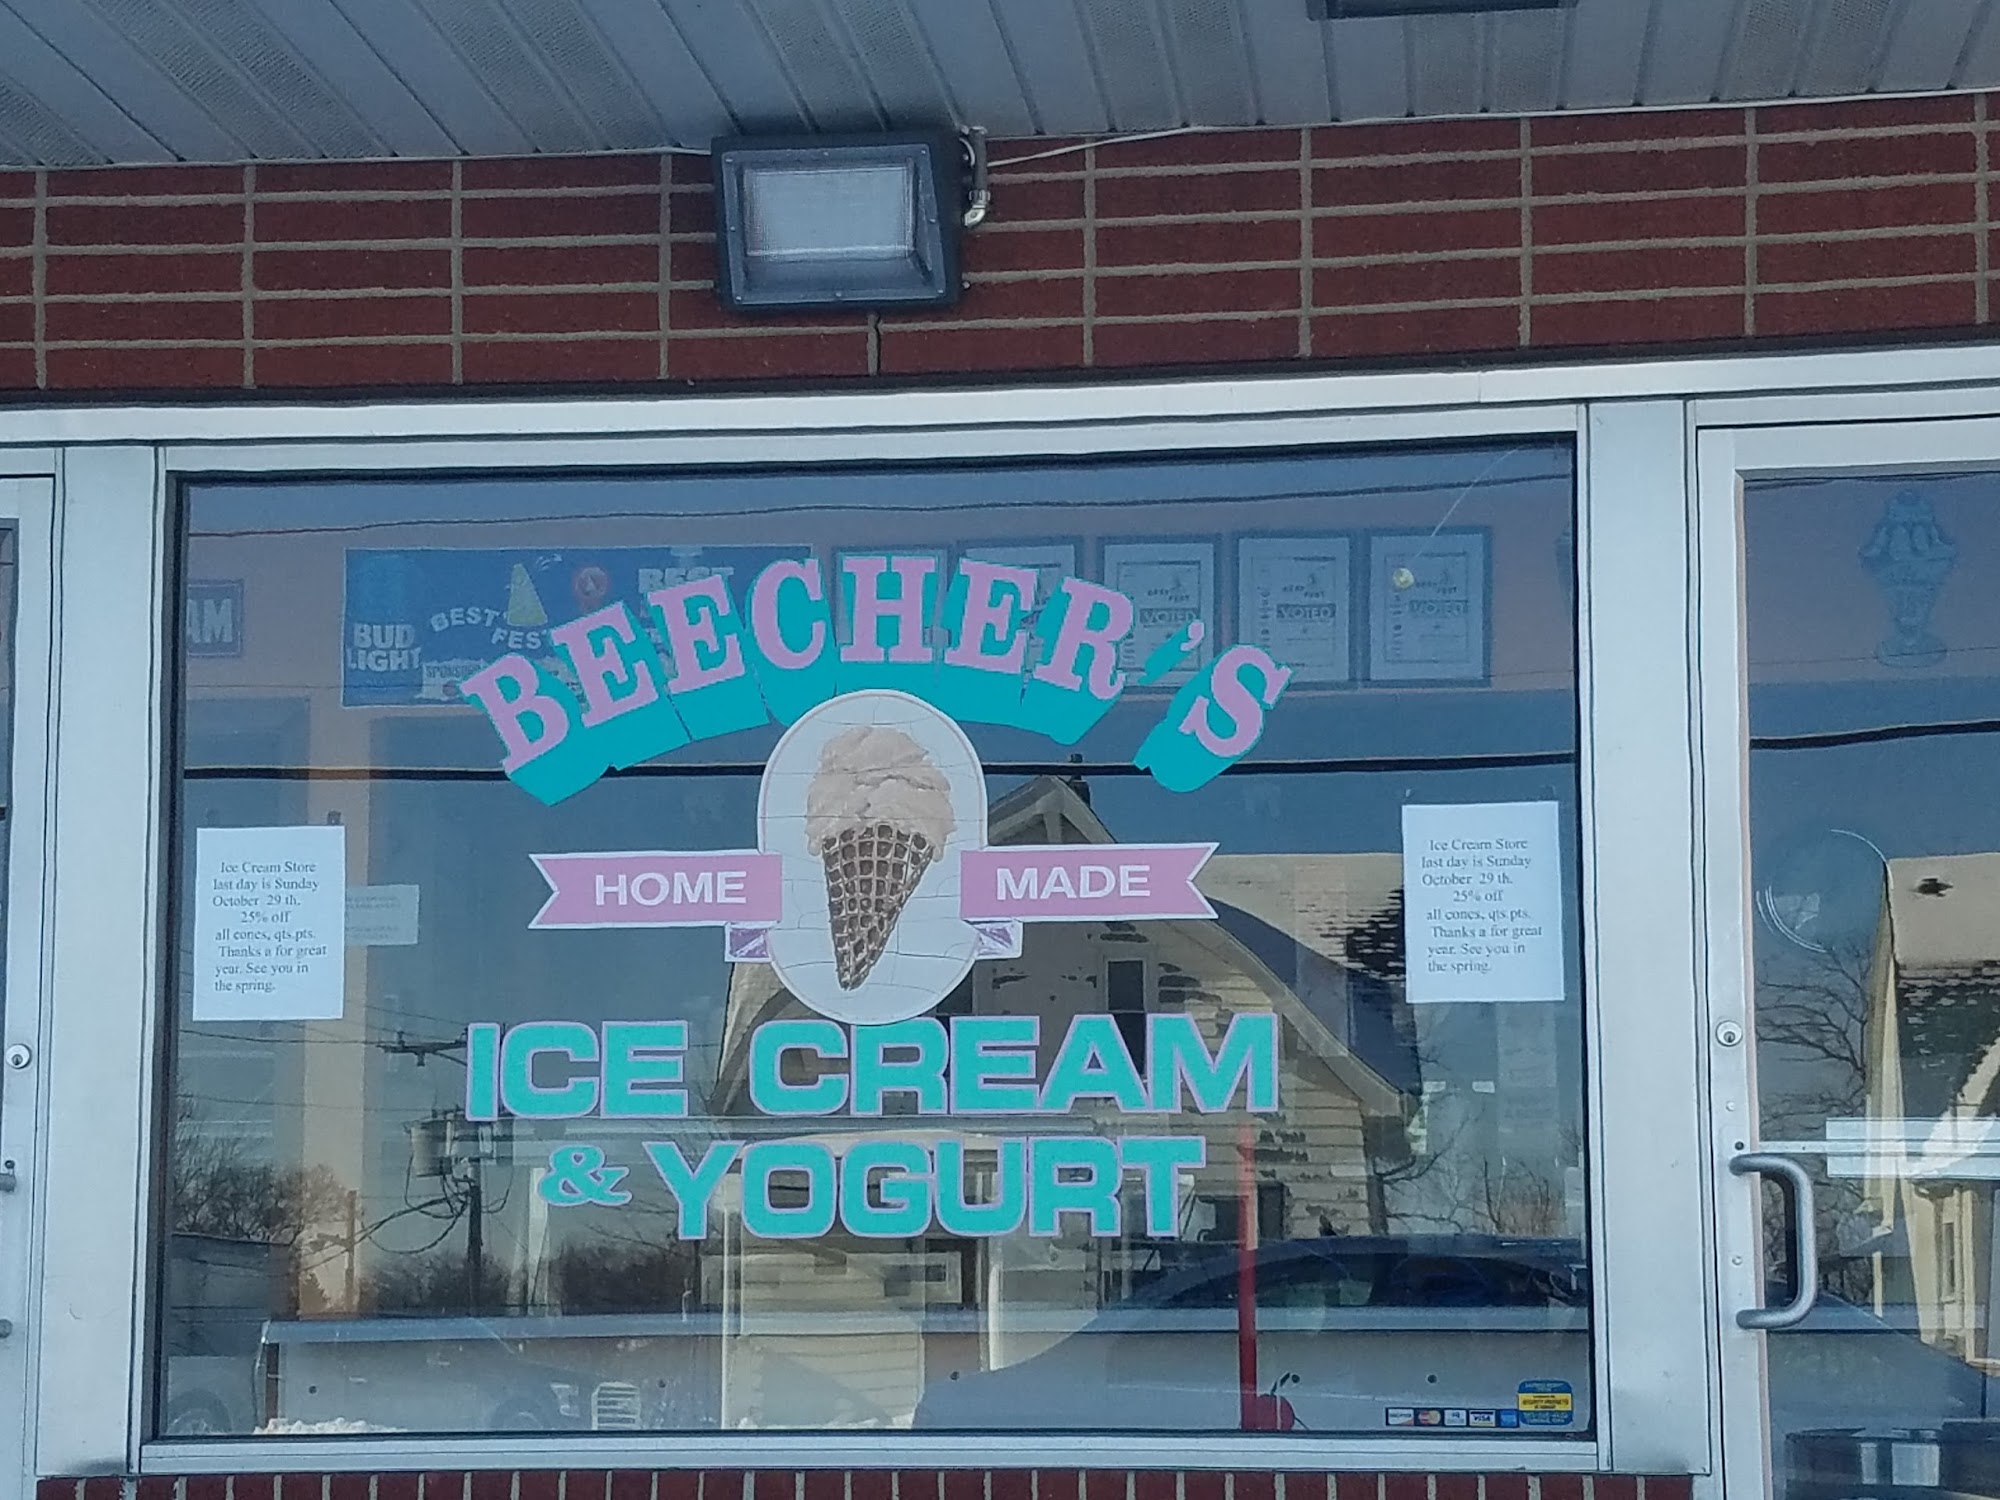 BUD
LIGHT
BEST
FEST
BEST
AM
VOTED
VOTED
VOTED
BEECHER'S
HOME MADE
ICE CREAM
& YOGURT
Ice Cream Store
last day is Sunday
October 29 th.
25% off
all cones, qts.pts.
Thanks a for great
year. See you in
the spring.
Ice Cream Store
last day is Sunday
October 29 th.
25% off
all cones, qts.pts.
Thanks a for great
year. See you in
the spring.
VISA